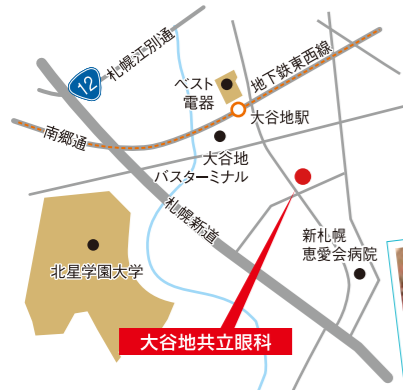 札幌江別通
12
ベスト
電器
地下鉄東西線
大谷地駅
南郷通
大谷地
バスターミナル
札幌新道
新札幌
恵愛会病院
北星学園大学
大谷地共立眼科